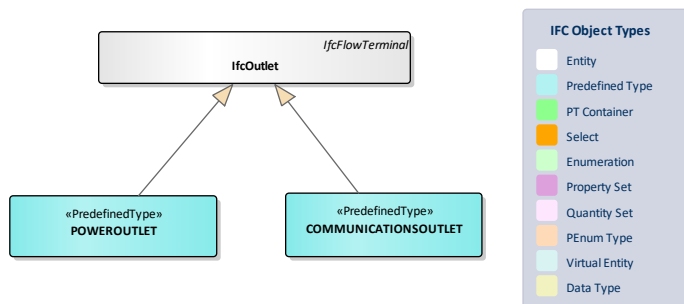 IfcFlowTerminal
IfcOutlet
«PredefinedType»
POWEROUTLET
«PredefinedType»
COMMUNICATIONSOUTLET
IFC Object Types
Entity
Predefined Type
PT Container
Select
Enumeration
Property Set
Quantity Set
PEnum Type
Virtual Entity
Data Type